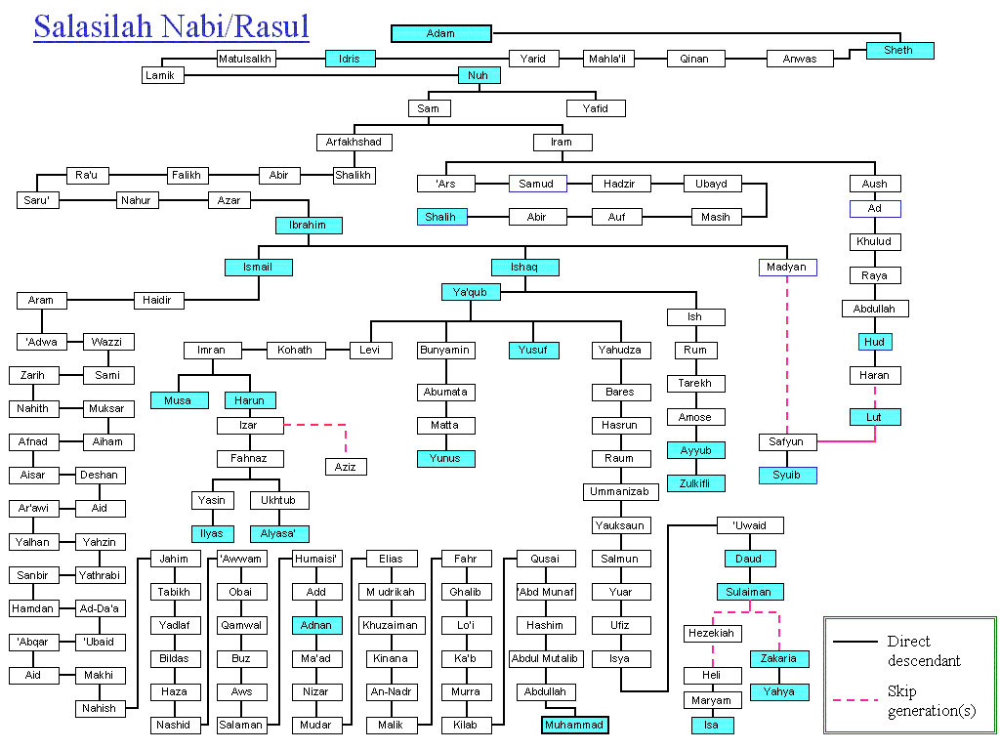 Salasilah Nabi/Rasul
Adam
Sheth
Matulsalkh Idris Yarid Mahla'il Qinan Anwas
Lamik Nuh
Sam Yafid
Arfakhshad Iram
Ra'u Falikh Abir Shalikh 'Ars Samud Hadzir Ubayd Aush
Saru' Nahur Azar Ad
Shalih Abir Auf Masih
Ibrahim Khulud
Ismail Ishaq Madyan
Raya
Ya'qub
Aram Haidir Abdullah
Ish
'Adwa Wazzi Hud
Imran Kohath Levi Bunyamin Yusuf Yahudza Rum
Zarih Sami Haran
Tarekh
Musa Harun Abumata Bares
Nahith Muksar Amose Lut
Izar Matta Hasrun
Afnad Aiham Safyun
Ayyub
Fahnaz Yunus Raum
Aziz
Aisar Deshan Zulkifli Syuib
Ummanizab
Yasin Ukhtub
Ar'awi Aid
Yauksaun 'Uwaid
Ilyas Alyasa'
Yalhan Yahzin
Jahim 'Awwam Humaisi' Elias Fahr Qusai Salmun Daud
Sanbir Yathrabi
Tabikh Obai Add Mudrikah Ghalib 'Abd Munaf Yuar Sulaiman
Hamdan Ad-Da'a
Yadlaf Qamwal Adnan Khuzaiman Lo'i Hashim Ufiz
Hezekiah
'Abqar 'Ubaid
Direct
descendant
Bildas Buz Ma'ad Kinana Ka'b Abdul Mutalib Isya Zakaria
Aid Makhi Heli
Haza Aws Nizar An-Nadr Murra Abdullah Yahya
Skip
generation(s)
Maryam
Nahish
Nashid Salaman Mudar Malik Kilab Muhammad Isa